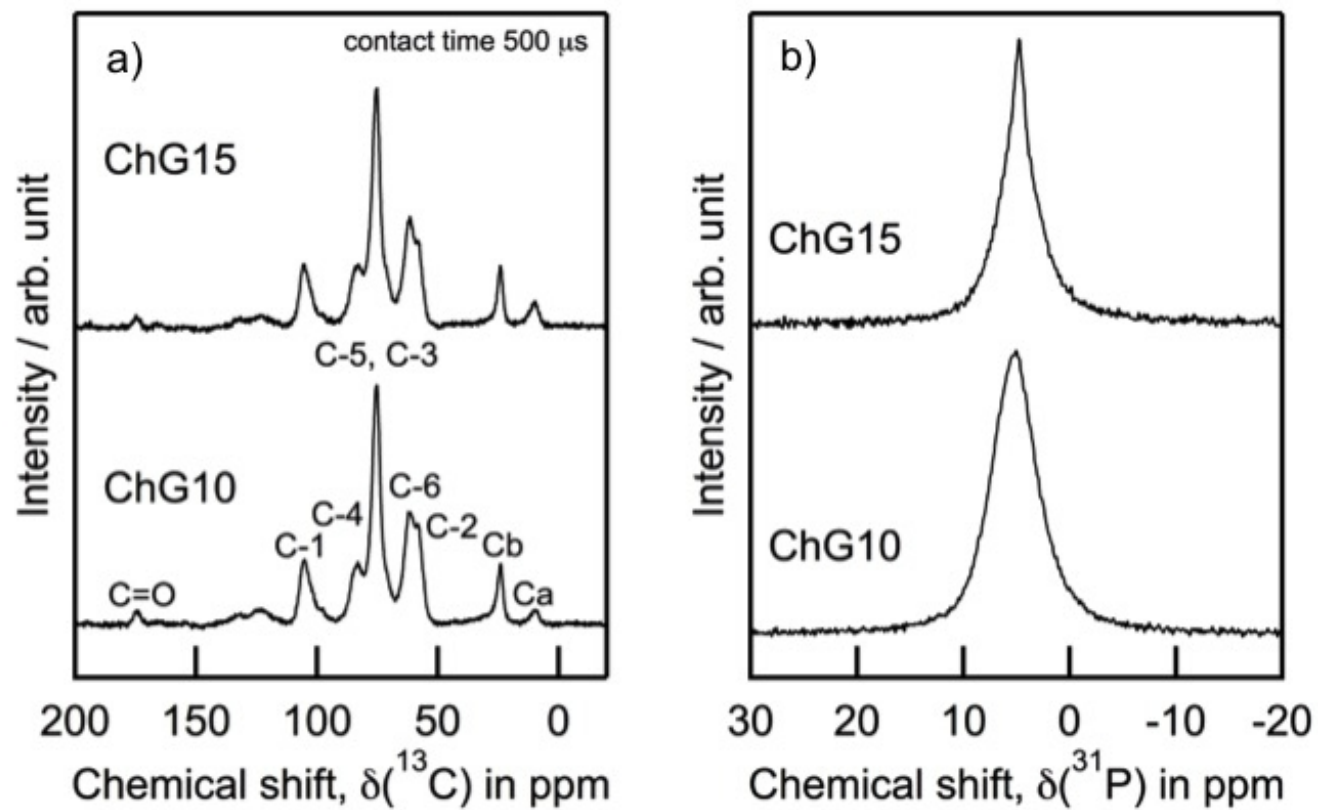 a)
contact time 500 μs
ChG15
C-5, C-3
ChG10
C-6
C-4
C-2
C-1
Cb
C=O
Ca
200 150 100 50 0
Chemical shift, δ(¹³C) in ppm
Intensity / arb. unit
b)
ChG15
ChG10
30 20 10 0 -10 -20
Chemical shift, δ(³¹P) in ppm
Intensity / arb. unit